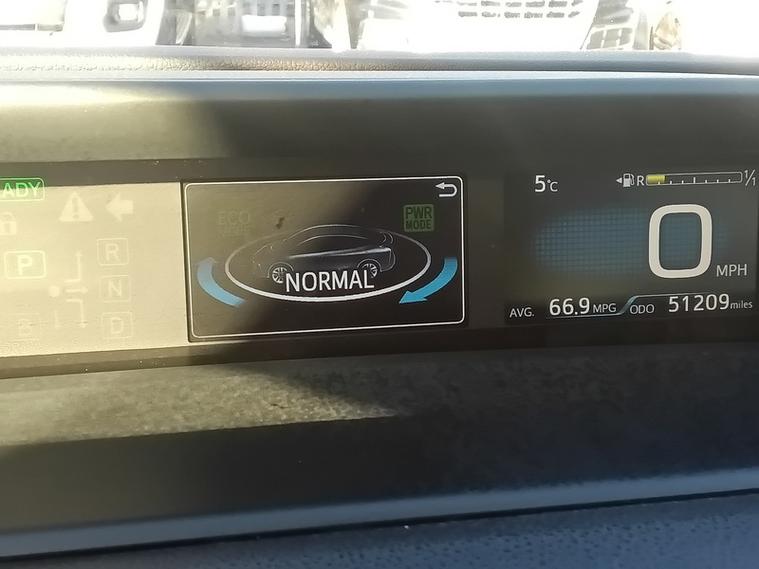 ADY
P
R
N
D
ECO
PWR
MODE
NORMAL
5°C
R
1/1
0
MPH
AVG. 66.9 MPG
ODO 51209 miles